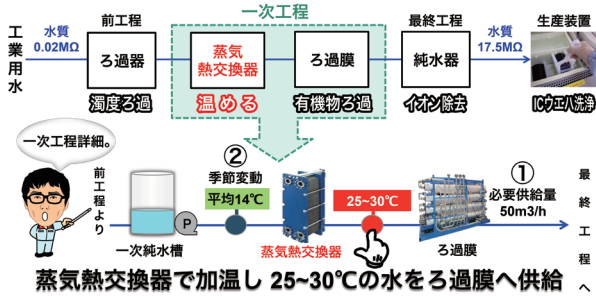 一次工程
工業用水
水質
0.02MΩ
前工程
ろ過器
濁度ろ過
蒸気
熱交換器
温める
ろ過膜
有機物ろ過
最終工程
純水器
イオン除去
水質
17.5MΩ
生産装置
ICウエハ洗浄
一次工程詳細。
前工程より
一次純水槽
P
②
季節変動
平均14℃
蒸気熱交換器
25~30℃
ろ過膜
①
必要供給量
50m3/h
最終工程へ
蒸気熱交換器で加温し 25~30℃の水をろ過膜へ供給